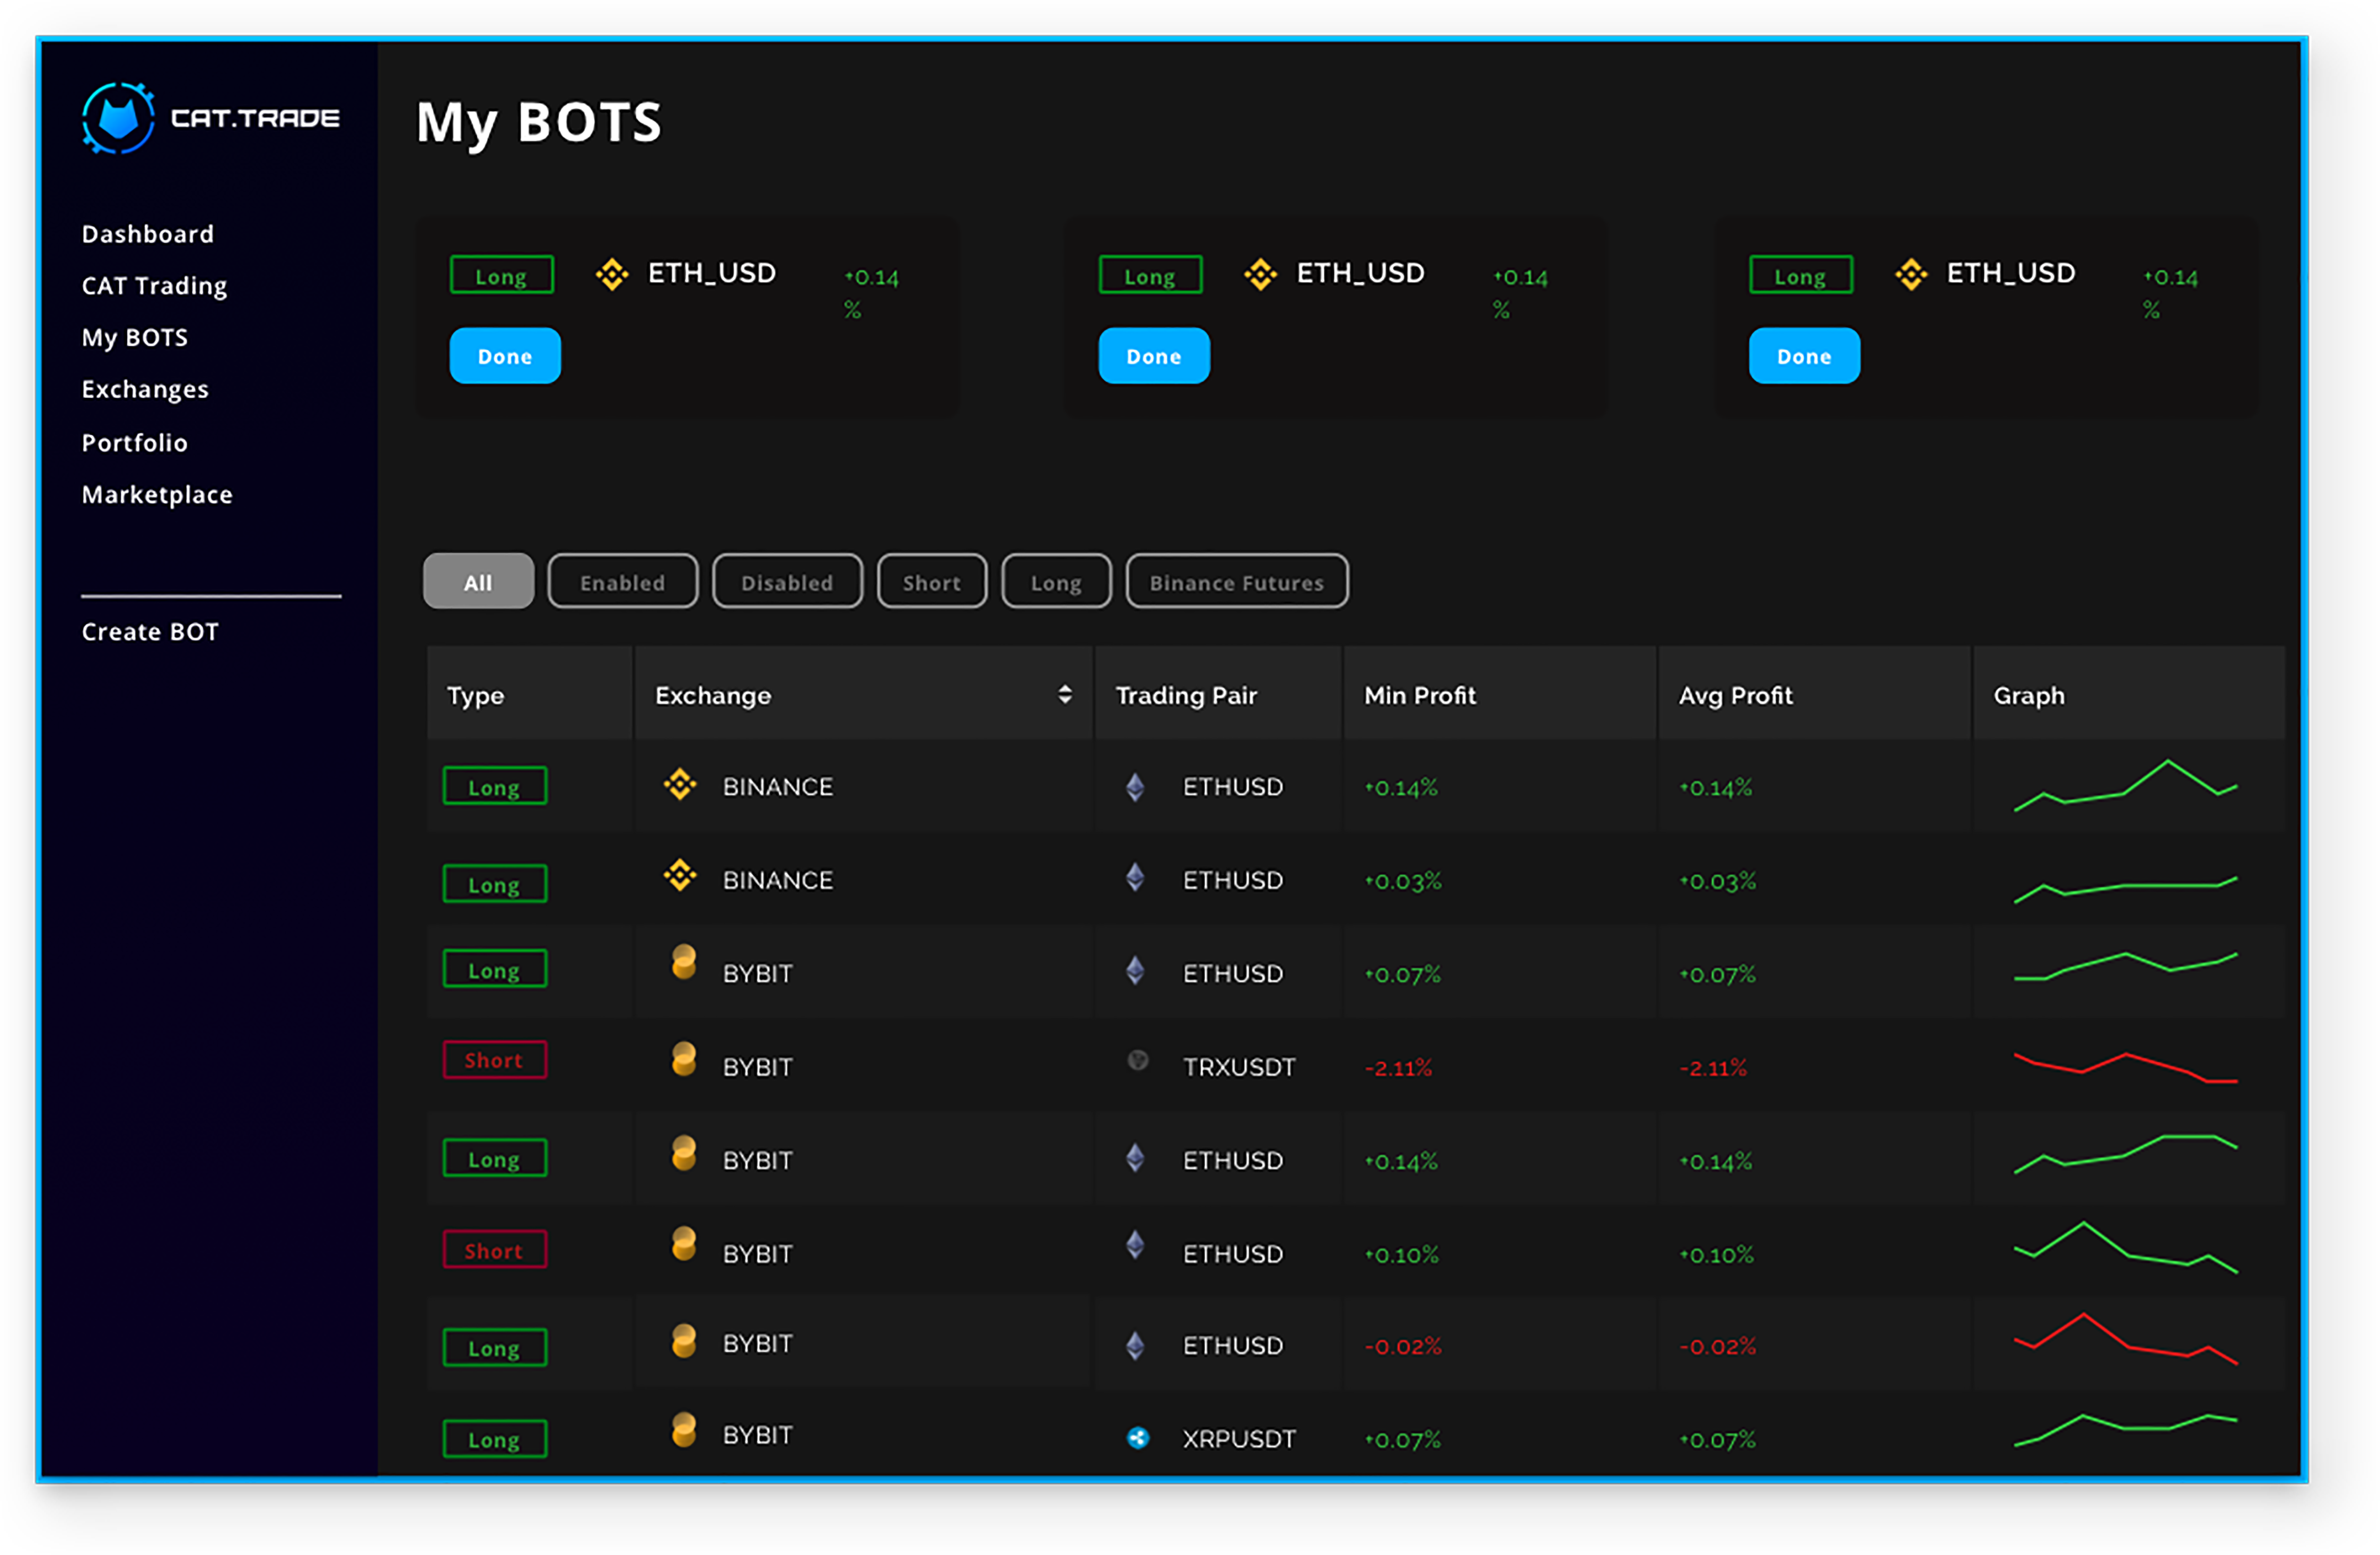 CAT.TRADE
Dashboard
CAT Trading
My BOTS
Exchanges
Portfolio
Marketplace
Create BOT
My BOTS
Long ETH_USD +0.14
%
Done
Long ETH_USD +0.14
%
Done
Long ETH_USD +0.14
%
Done
All Enabled Disabled Short Long Binance Futures
Type Exchange Trading Pair Min Profit Avg Profit Graph
Long BINANCE ETHUSD +0.14% +0.14%
Long BINANCE ETHUSD +0.03% +0.03%
Long BYBIT ETHUSD +0.07% +0.07%
Short BYBIT TRXUSDT -2.11% -2.11%
Long BYBIT ETHUSD +0.14% +0.14%
Short BYBIT ETHUSD +0.10% +0.10%
Long BYBIT ETHUSD -0.02% -0.02%
Long BYBIT XRPUSDT +0.07% +0.07%